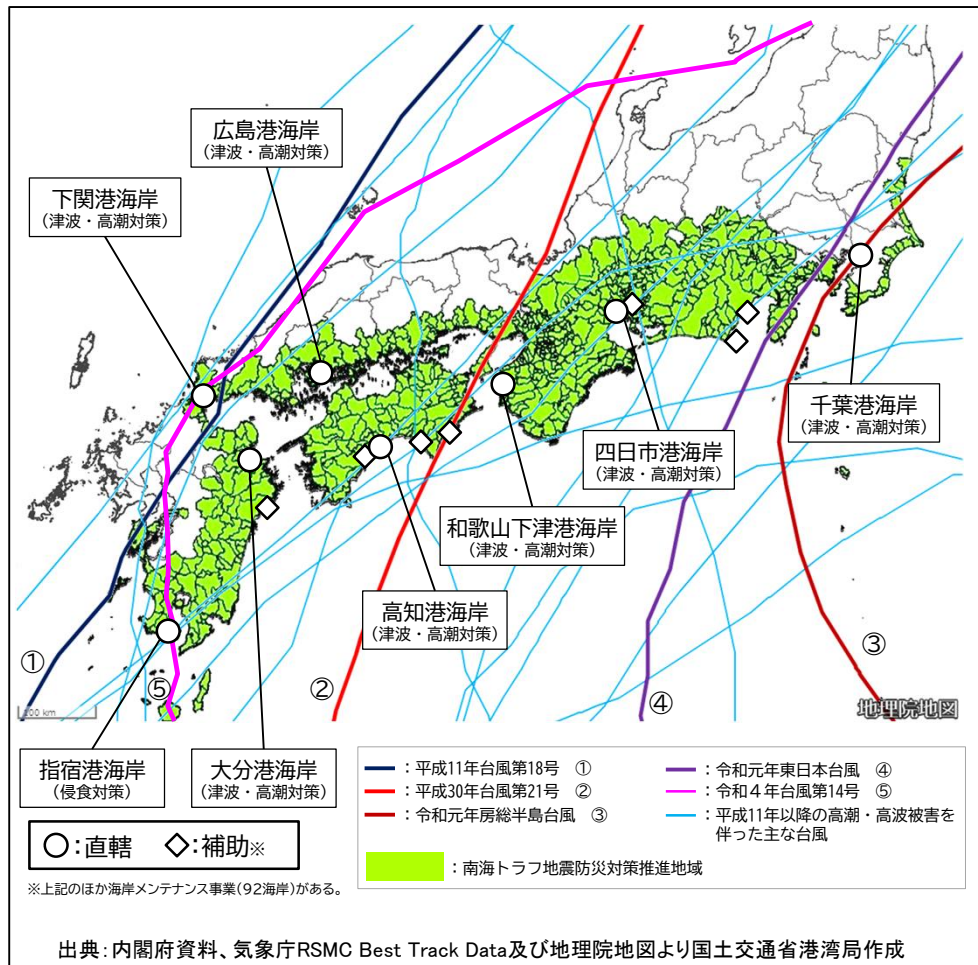 広島港海岸
（津波・高潮対策）
下関港海岸
（津波・高潮対策）
千葉港海岸
（津波・高潮対策）
四日市港海岸
（津波・高潮対策）
和歌山下津港海岸
（津波・高潮対策）
高知港海岸
（津波・高潮対策）
①
⑤
②
④
③
100 km
地理院地図
指宿港海岸
（侵食対策）
大分港海岸
（津波・高潮対策）
○：直轄 ◇：補助※
※上記のほか海岸メンテナンス事業（92海岸）がある。
：平成11年台風第18号 ①
：平成30年台風第21号 ②
：令和元年房総半島台風 ③
：令和元年東日本台風 ④
：令和４年台風第14号 ⑤
：平成11年以降の高潮・高波被害を
伴った主な台風
：南海トラフ地震防災対策推進地域
出典：内閣府資料、気象庁RSMC Best Track Data及び地理院地図より国土交通省港湾局作成